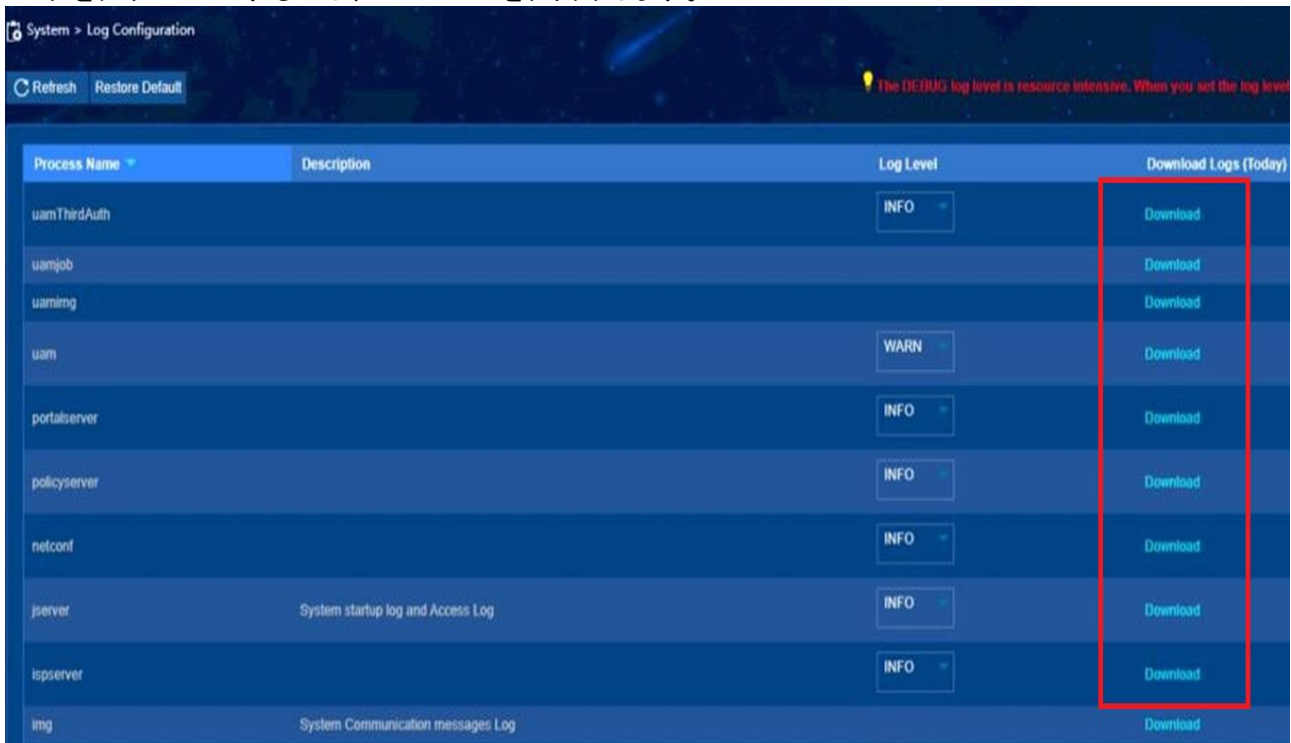 System > Log Configuration
Refresh Restore Default
The DEBUG log level is resource intensive. When you set the log level
Process Name Description Log Level Download Logs (Today)
uamThirdAuth INFO Download
uamjob Download
uamimg Download
uam WARN Download
portalserver INFO Download
policyserver INFO Download
netconf INFO Download
jserver System startup log and Access Log INFO Download
ispserver INFO Download
img System Communication messages Log Download